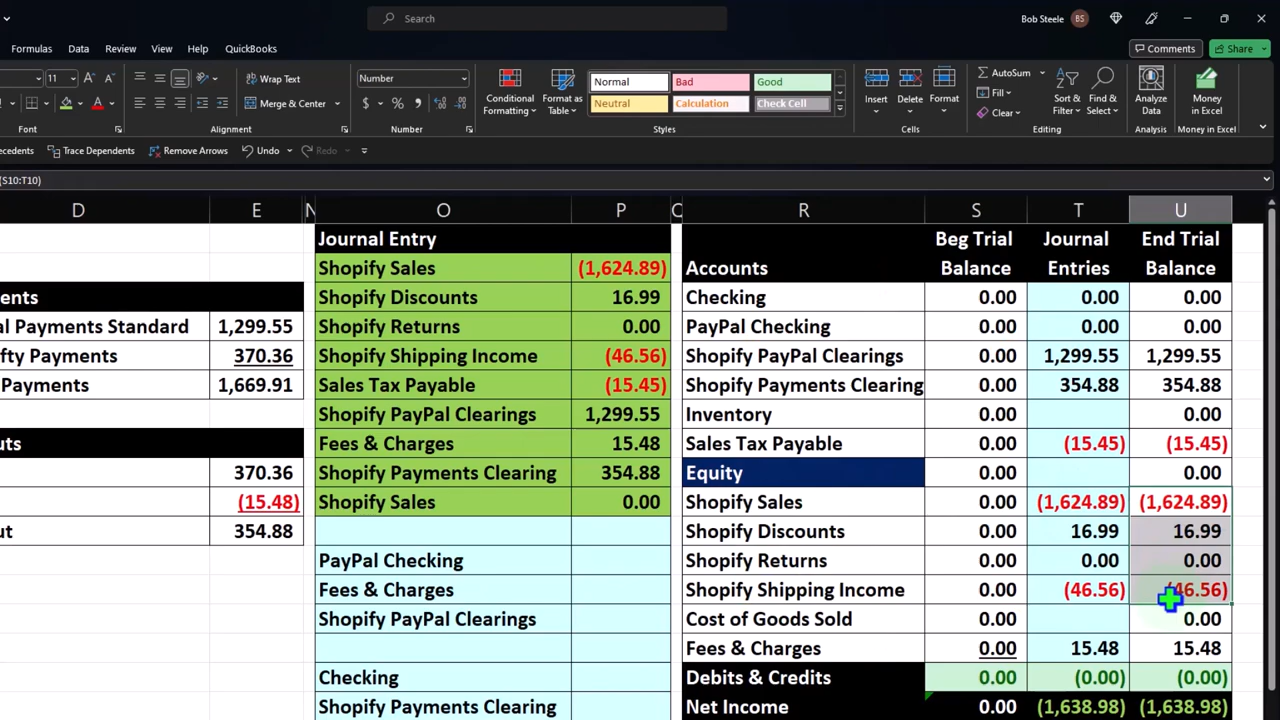 Search
Bob Steele BS
Formulas Data Review View Help QuickBooks Comments Share
11 A A Wrap Text Number
Merge & Center $ % 9
Conditional Formatting Format as Table
Normal Bad Good
Neutral Calculation Check Cell
Insert Delete Format
AutoSum
Fill
Clear
Sort & Filter Find & Select
Analyze Data
Money in Excel
Font Alignment Number Styles Cells Editing Analysis Money in Excel
ecedents Trace Dependents Remove Arrows Undo Redo
(S10:T10)
D E N O P R S T U
Journal Entry Beg Trial Journal End Trial
Shopify Sales (1,624.89) Accounts Balance Entries Balance
ents Shopify Discounts 16.99 Checking 0.00 0.00 0.00
al Payments Standard 1,299.55 Shopify Returns 0.00 PayPal Checking 0.00 0.00 0.00
fty Payments 370.36 Shopify Shipping Income (46.56) Shopify PayPal Clearings 0.00 1,299.55 1,299.55
Payments 1,669.91 Sales Tax Payable (15.45) Shopify Payments Clearing 0.00 354.88 354.88
Shopify PayPal Clearings 1,299.55 Inventory 0.00 0.00
uts Fees & Charges 15.48 Sales Tax Payable 0.00 (15.45) (15.45)
370.36 Shopify Payments Clearing 354.88 Equity 0.00 0.00
(15.48) Shopify Sales 0.00 Shopify Sales 0.00 (1,624.89) (1,624.89)
out 354.88 Shopify Discounts 0.00 16.99 16.99
PayPal Checking Shopify Returns 0.00 0.00 0.00
Fees & Charges Shopify Shipping Income 0.00 (46.56) (46.56)
Shopify PayPal Clearings Cost of Goods Sold 0.00 0.00
Fees & Charges 0.00 15.48 15.48
Checking Debits & Credits 0.00 (0.00) (0.00)
Shopify Payments Clearing Net Income 0.00 (1,638.98) (1,638.98)